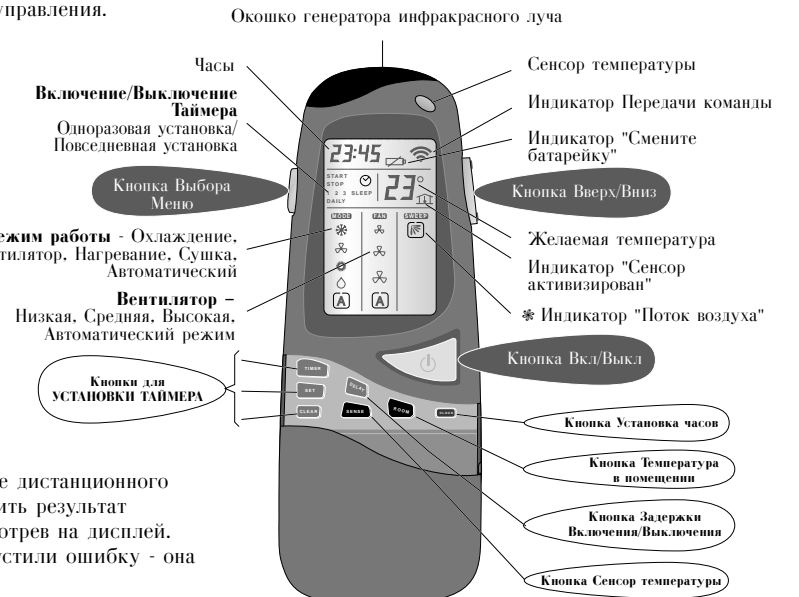 управления.
Окошко генератора инфракрасного луча
Часы
Включение/Выключение
Таймера
Одноразовая установка/
Повседневная установка
Кнопка Выбора
Меню
ежим работы - Охлаждение,
тилятор, Нагревание, Сушка,
Автоматический
Вентилятор –
Низкая, Средняя, Высокая,
Автоматический режим
Кнопки для
УСТАНОВКИ ТАЙМЕРА
23:45
START
STOP
1 2 3 SLEEP
DAILY
23°
MODE FAN SWEEP
A A
TIMER
SET
CLEAR
DELAY
SENSE
ROOM
CLOCK
Сенсор температуры
Индикатор Передачи команды
Индикатор "Смените
батарейку"
Кнопка Вверх/Вниз
Желаемая температура
Индикатор "Сенсор
активизирован"
Индикатор "Поток воздуха"
Кнопка Вкл/Выкл
Кнопка Установка часов
Кнопка Температура
в помещении
Кнопка Задержки
Включения/Выключения
Кнопка Сенсор температуры
е дистанционного
ить результат
отрев на дисплей.
устили ошибку - она